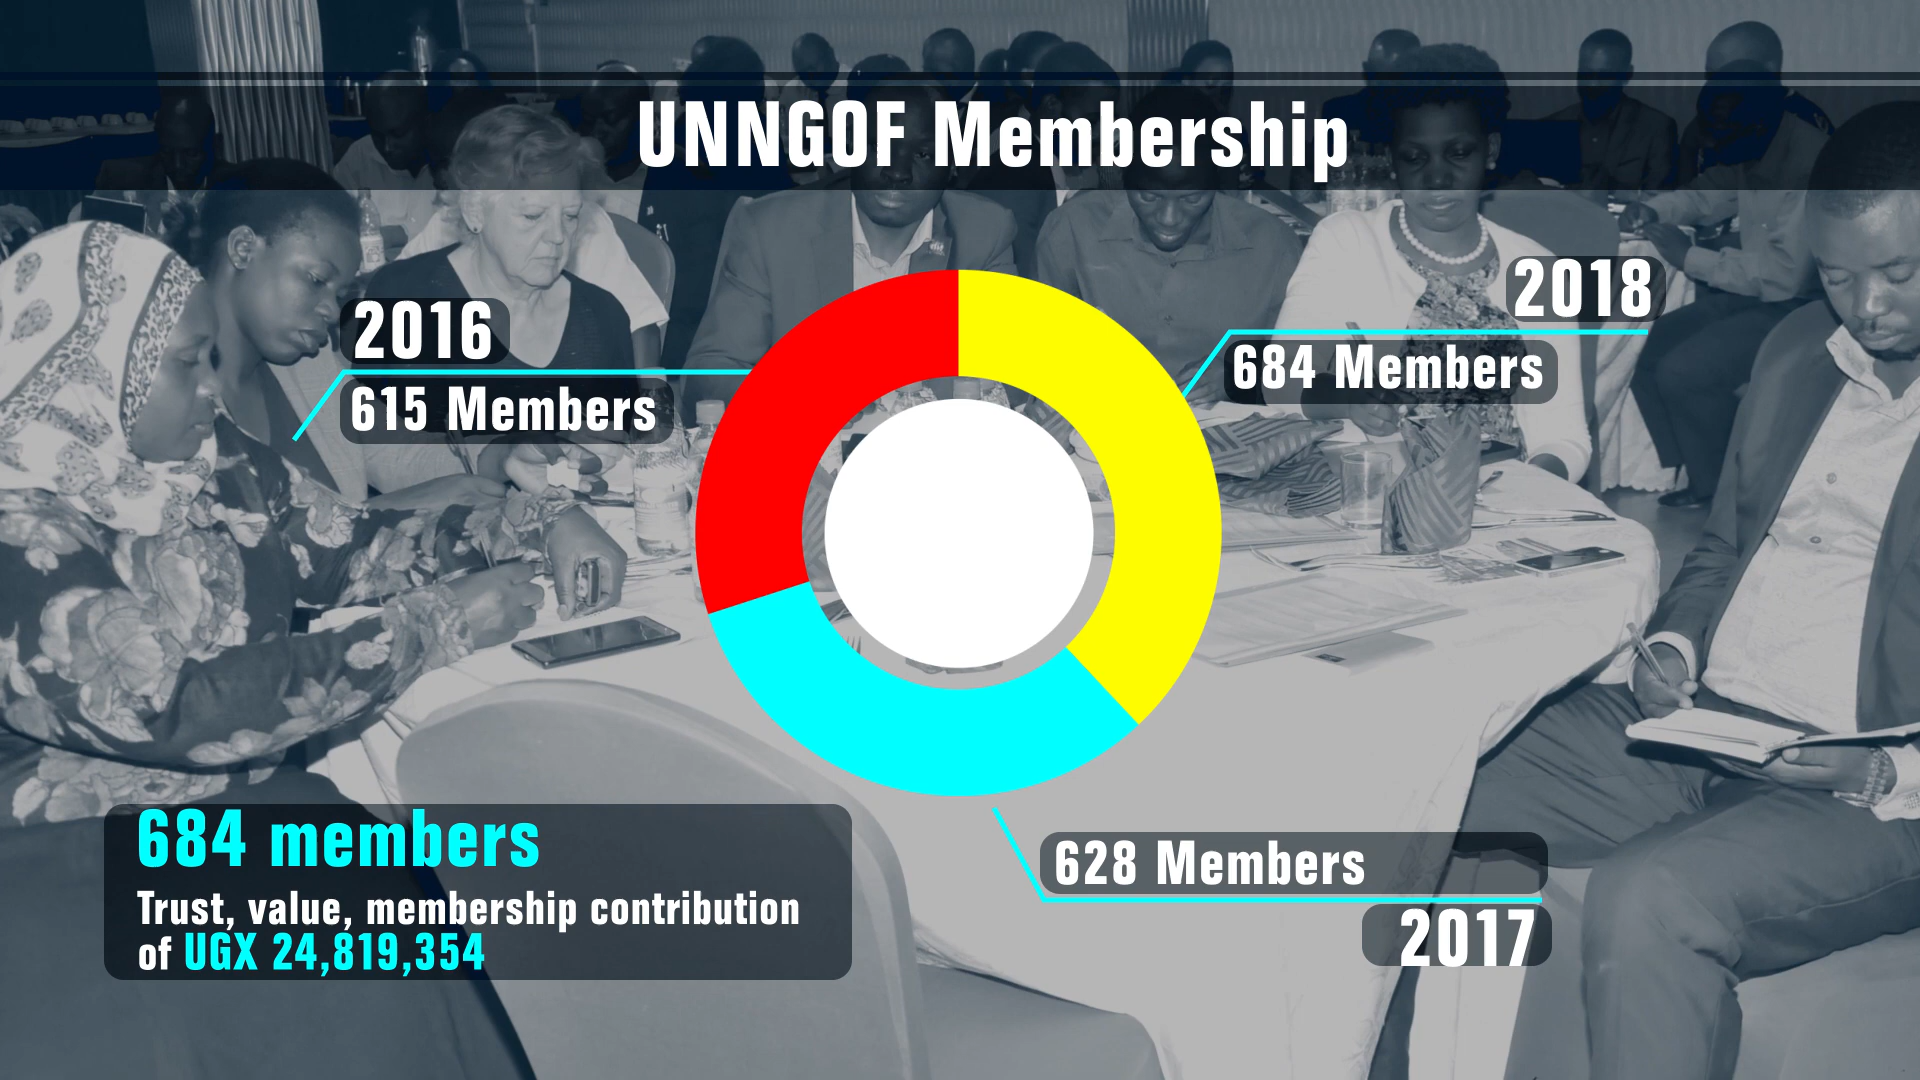 UNNGOF Membership
2016
615 Members
2018
684 Members
684 members
Trust, value, membership contribution
of UGX 24,819,354
628 Members
2017